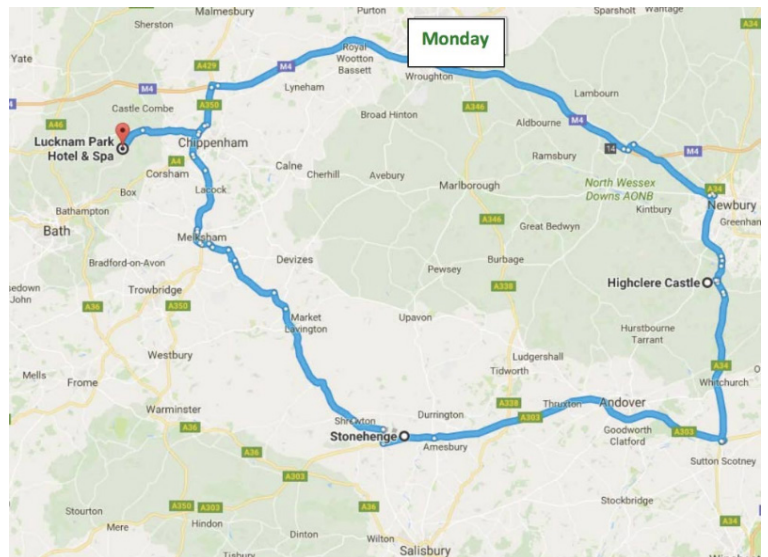 Monday
Sherston
Malmesbury
Purton
Sparsholt
Wantage
A34
Yate
A429
M4
Royal
Wootton
Bassett
Wroughton
M4
Castle Combe
A350
Lyneham
A346
Lambourn
A46
Broad Hinton
Aldbourne
M4
Lucknam Park
Hotel & Spa
Chippenham
A4
Corsham
Calne
Cherhill
Avebury
Ramsbury
14
M4
Box
Lacock
Marlborough
North Wessex
Downs AONB
A34
Kintbury
Newbury
Greenham
Bathampton
Bath
A346
Great Bedwyn
Melksham
Bradford-on-Avon
Devizes
Pewsey
Burbage
Highclere Castle
Trowbridge
A338
A36
A350
Market
Lavington
Upavon
Hurstbourne
Tarrant
Westbury
Ludgershall
Tidworth
A34
Whitchurch
Mells
Frome
Warminster
Shrewton
Durrington
A338
Thruxton
Andover
A303
Stonehenge
Amesbury
Goodworth
Clatford
A303
A36
A36
A303
Sutton Scotney
Stourton
A350
A303
A36
Stockbridge
A34
Mere
Hindon
Dinton
Wilton
Tisbury
Salisbury